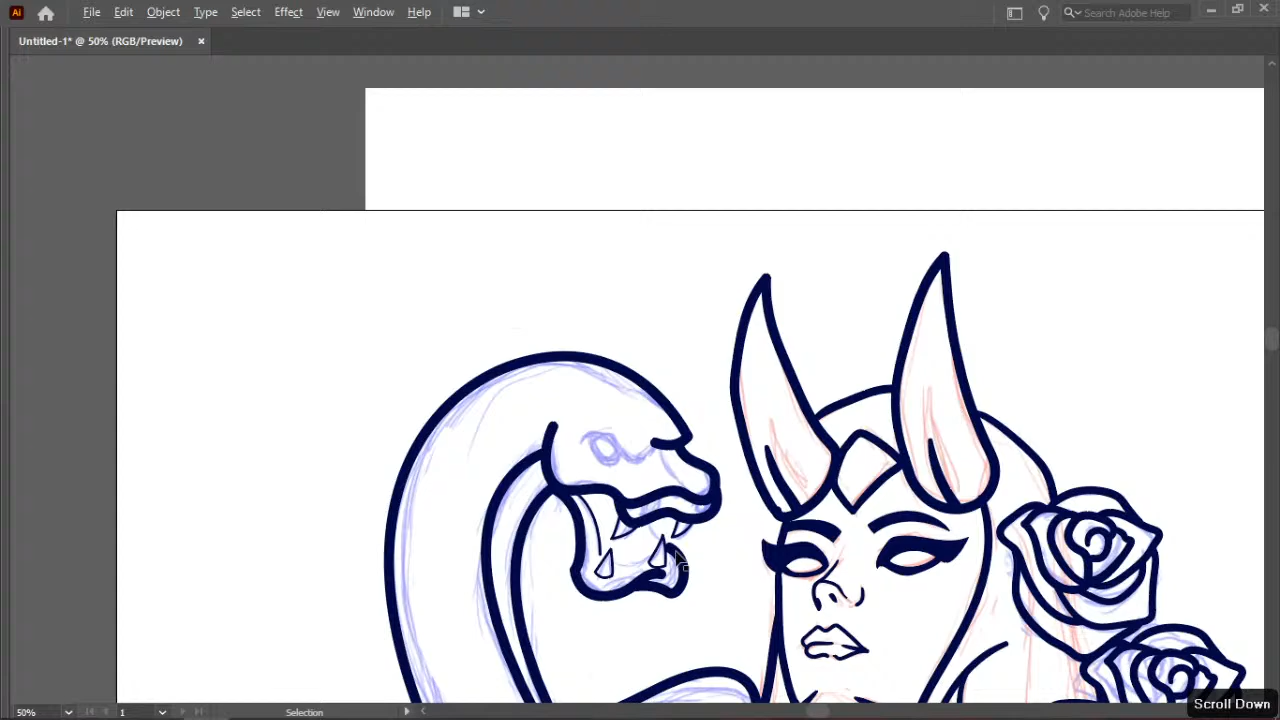 Ai File Edit Object Type Select Effect View Window Help Search Adobe Help
Untitled-1* @ 50% (RGB/Preview) ×
50% 1 Selection
Scroll Down